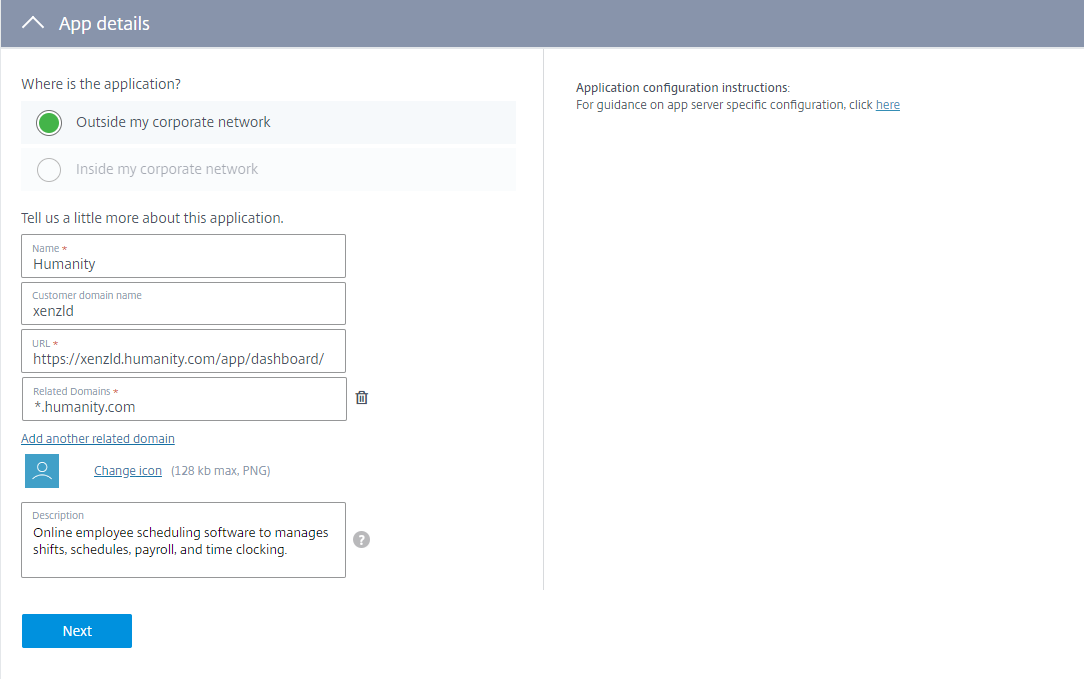 App details
Where is the application?
Outside my corporate network
Inside my corporate network
Tell us a little more about this application.
Name *
Humanity
Customer domain name
xenzld
URL *
https://xenzld.humanity.com/app/dashboard/
Related Domains *
*.humanity.com
Add another related domain
Change icon (128 kb max, PNG)
Description
Online employee scheduling software to manages
shifts, schedules, payroll, and time clocking.
?
Next
Application configuration instructions:
For guidance on app server specific configuration, click here